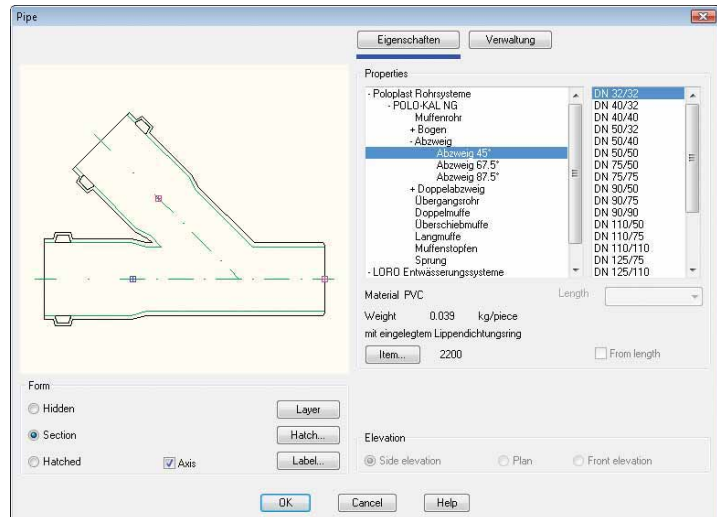 Pipe
Eigenschaften
Verwaltung
Properties
- Poloplast Rohrsysteme
- POLO-KAL NG
Muffenrohr
+ Bogen
- Abzweig
Abzweig 45°
Abzweig 67.5°
Abzweig 87.5°
+ Doppelabzweig
Übergangsrohr
Doppelmuffe
Überschiebmuffe
Langmuffe
Muffenstopfen
Sprung
- LORO Entwässerungssysteme
DN 32/32
DN 40/32
DN 40/40
DN 50/32
DN 50/40
DN 50/50
DN 75/50
DN 75/75
DN 90/50
DN 90/75
DN 90/90
DN 110/50
DN 110/75
DN 110/110
DN 125/75
DN 125/110
Material PVC
Length
Weight 0.039 kg/piece
mit eingelegtem Lippendichtungsring
Item... 2200
From length
Form
Hidden
Layer
Section
Hatch...
Hatched
Axis
Label...
Elevation
Side elevation
Plan
Front elevation
OK
Cancel
Help